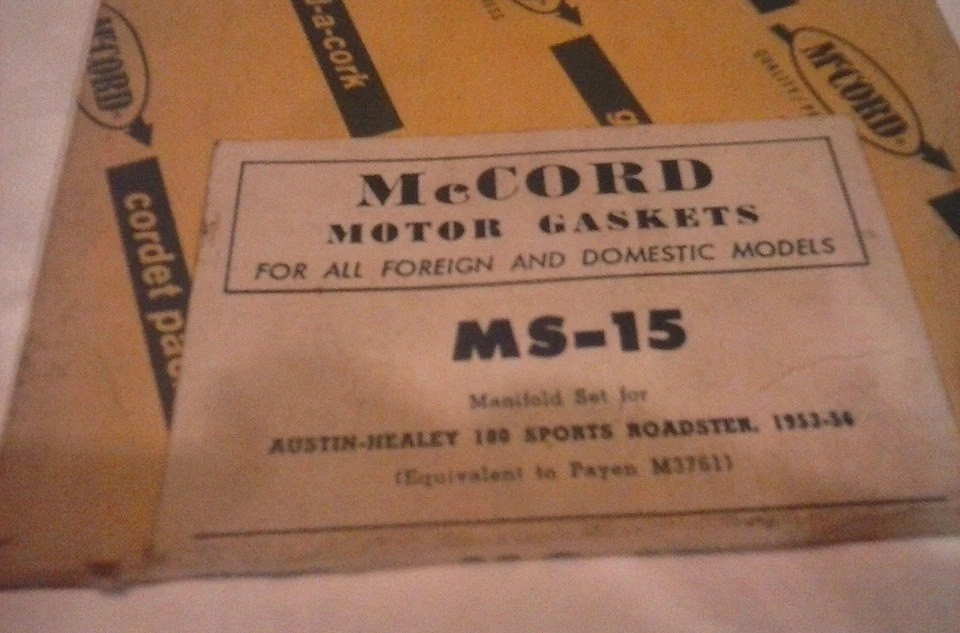 d-a-cork
McCORD
McCORD
cordet pac
McCORD
MOTOR GASKETS
FOR ALL FOREIGN AND DOMESTIC MODELS
MS-15
Manifold Set for
AUSTIN-HEALEY 100 SPORTS ROADSTER, 1953-56
(Equivalent to Payen M3761)